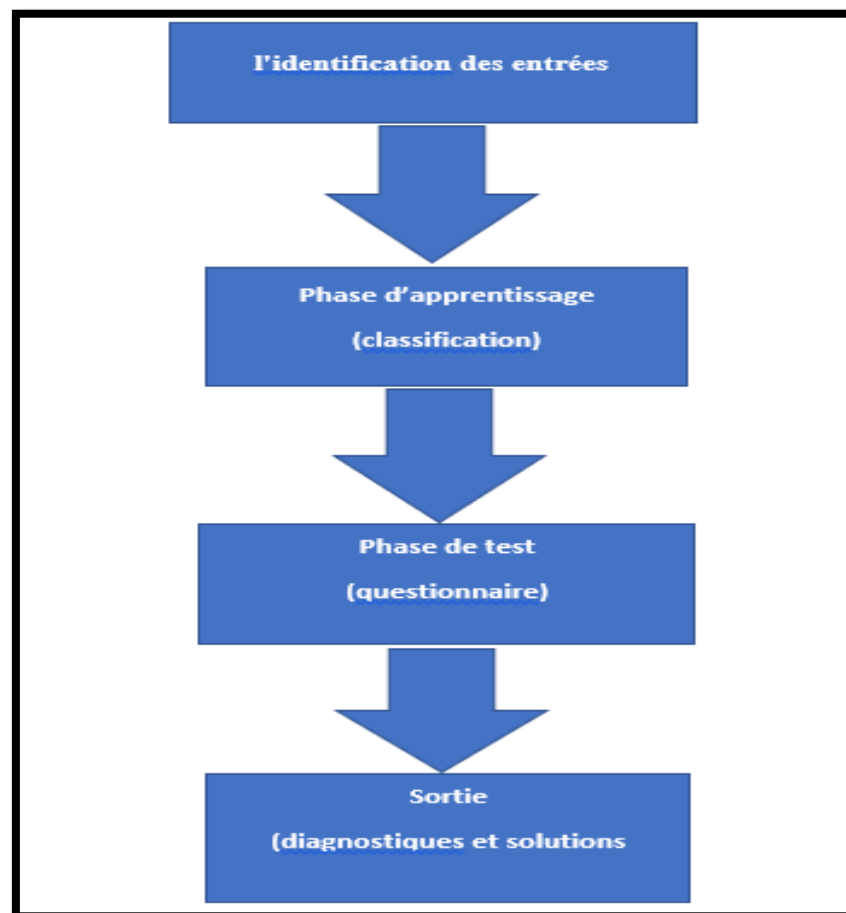 l'identification des entrées
Phase d’apprentissage
(classification)
Phase de test
(questionnaire)
Sortie
(diagnostiques et solutions